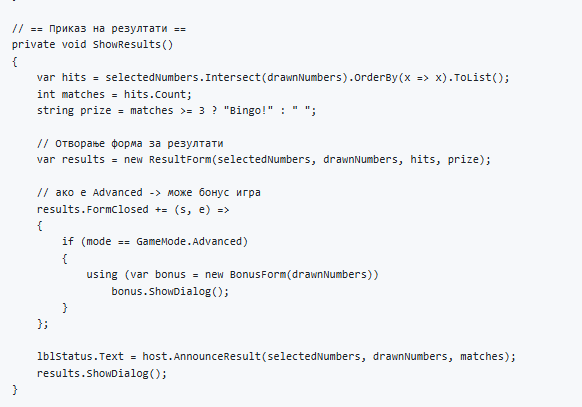 // == Приказ на резултати ==
private void ShowResults()
{
    var hits = selectedNumbers.Intersect(drawnNumbers).OrderBy(x => x).ToList();
    int matches = hits.Count;
    string prize = matches >= 3 ? "Bingo!" : " ";

    // Отворање форма за резултати
    var results = new ResultForm(selectedNumbers, drawnNumbers, hits, prize);

    // ако е Advanced -> може бонус игра
    results.FormClosed += (s, e) =>
    {
        if (mode == GameMode.Advanced)
        {
            using (var bonus = new BonusForm(drawnNumbers))
                bonus.ShowDialog();
        }
    };

    lblStatus.Text = host.AnnounceResult(selectedNumbers, drawnNumbers, matches);
    results.ShowDialog();
}